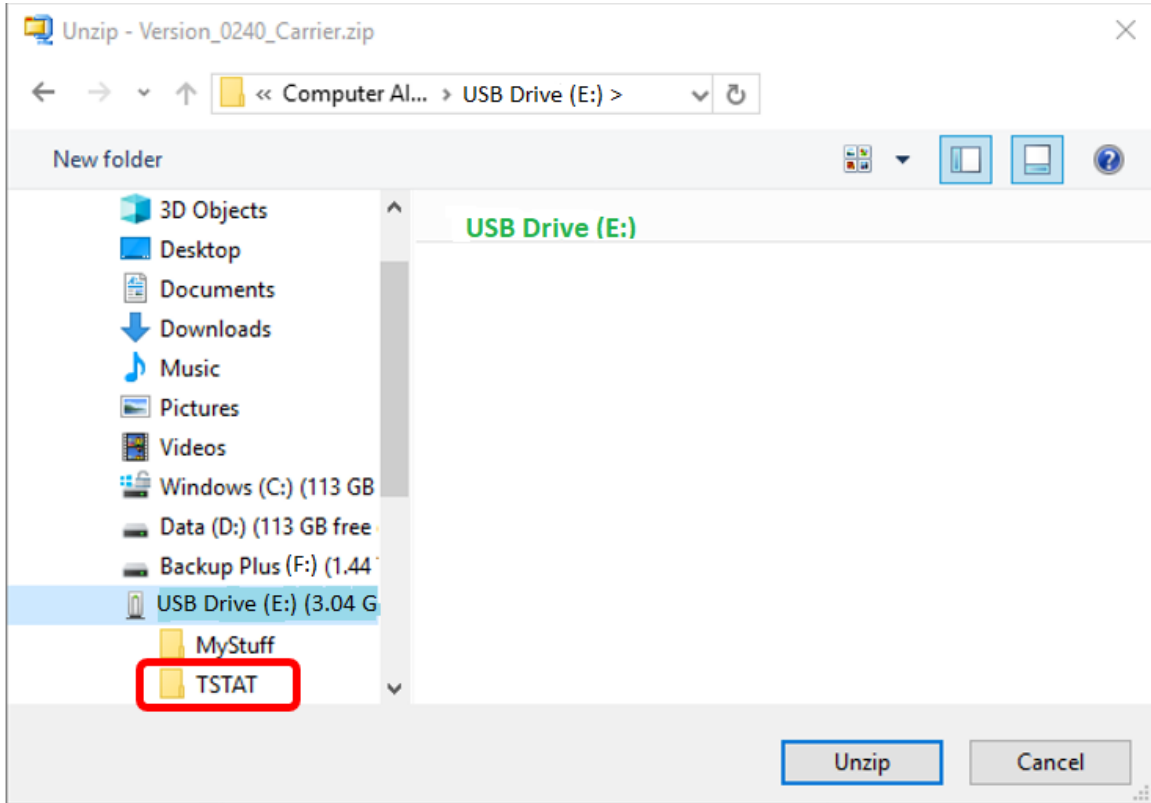 Unzip - Version_0240_Carrier.zip
« Computer Al... > USB Drive (E:) >
New folder
3D Objects
Desktop
Documents
Downloads
Music
Pictures
Videos
Windows (C:) (113 GB
Data (D:) (113 GB free
Backup Plus (F:) (1.44
USB Drive (E:) (3.04 G
MyStuff
TSTAT
USB Drive (E:)
Unzip
Cancel